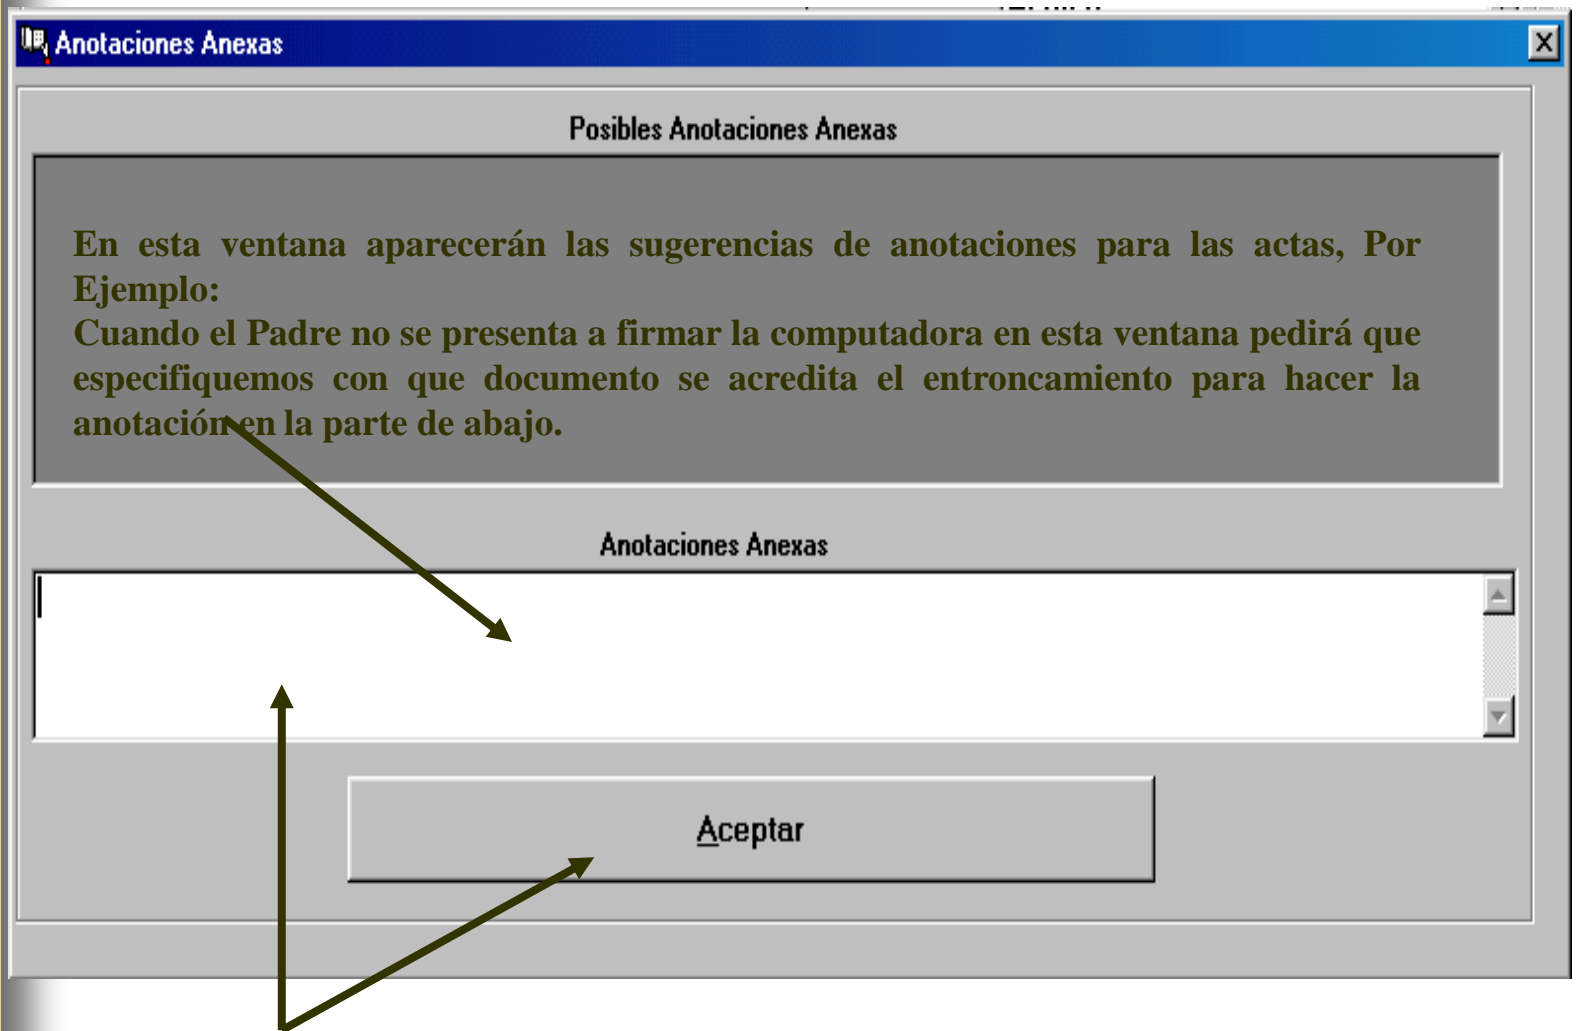 Anotaciones Anexas
Posibles Anotaciones Anexas
En esta ventana aparecerán las sugerencias de anotaciones para las actas, Por
Ejemplo:
Cuando el Padre no se presenta a firmar la computadora en esta ventana pedirá que
especifiquemos con que documento se acredita el entroncamiento para hacer la
anotación en la parte de abajo.
Anotaciones Anexas
Aceptar